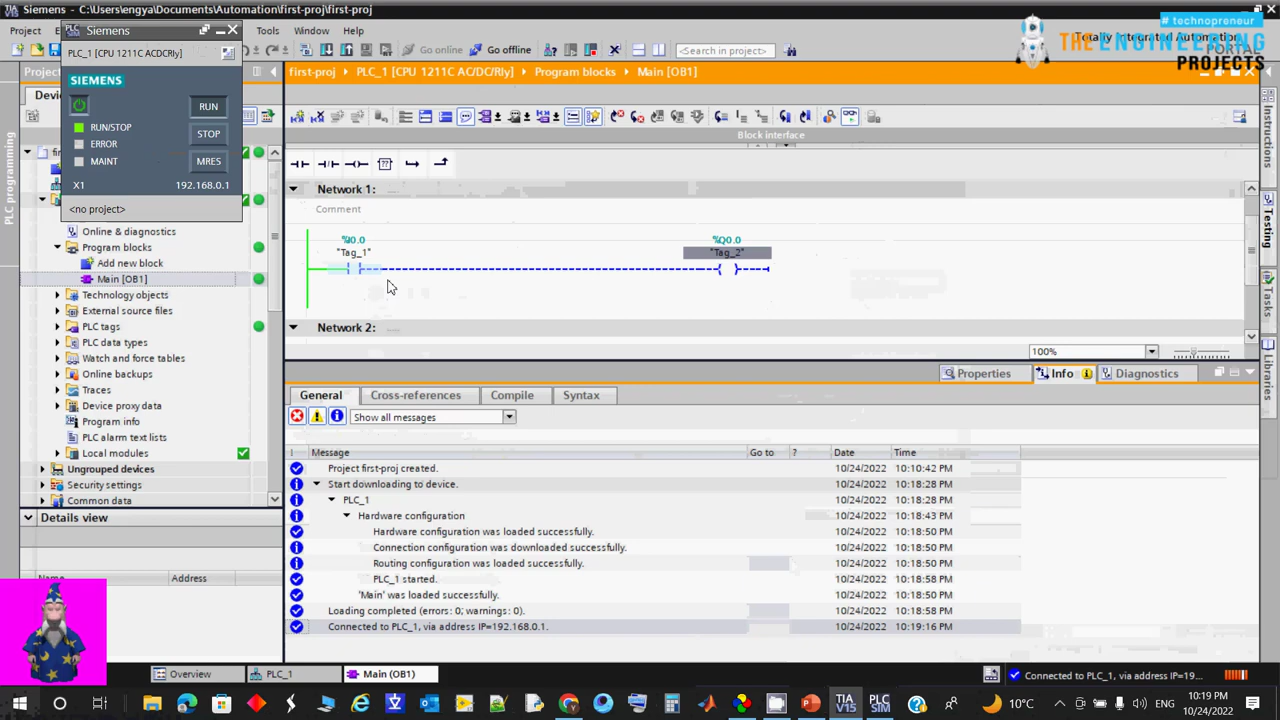 Siemens - C:\Users\engya\Documents\Automation\first-proj\first-proj
# technopreneur
Project
Tools
Window
Help
Siemens
Totally Integrated Automation
PORTAL
THE ENGINEERING
PROJECTS
PLC_1 [CPU 1211C ACDCRly]
Go online
Go offline
<Search in project>
first-proj
PLC_1 [CPU 1211C AC/DC/Rly]
Program blocks
Main [OB1]
SIEMENS
RUN
RUN/STOP
STOP
ERROR
MAINT
MRES
X1
192.168.0.1
<no project>
Block interface
PLC programming
Instructions
Testing
Tasks
Libraries
Network 1:
Comment
%I0.0
"Tag_1"
%Q0.0
"Tag_2"
Network 2:
100%
Online & diagnostics
Program blocks
Add new block
Main [OB1]
Technology objects
External source files
PLC tags
PLC data types
Watch and force tables
Online backups
Traces
Device proxy data
Program info
PLC alarm text lists
Local modules
Ungrouped devices
Security settings
Common data
Details view
Address
Properties
Info
Diagnostics
General
Cross-references
Compile
Syntax
Show all messages
Message
Go to
?
Date
Time
Project first-proj created.
10/24/2022
10:10:42 PM
Start downloading to device.
10/24/2022
10:18:28 PM
PLC_1
10/24/2022
10:18:28 PM
Hardware configuration
10/24/2022
10:18:43 PM
Hardware configuration was loaded successfully.
10/24/2022
10:18:50 PM
Connection configuration was downloaded successfully.
10/24/2022
10:18:50 PM
Routing configuration was loaded successfully.
10/24/2022
10:18:50 PM
PLC_1 started.
10/24/2022
10:18:58 PM
'Main' was loaded successfully.
10/24/2022
10:18:50 PM
Loading completed (errors: 0; warnings: 0).
10/24/2022
10:18:58 PM
Connected to PLC_1, via address IP=192.168.0.1.
10/24/2022
10:19:16 PM
Overview
PLC_1
Main (OB1)
Connected to PLC_1, via address IP=19...
TIA
V15
PLC
SIM
10°C
ENG
10:19 PM
10/24/2022